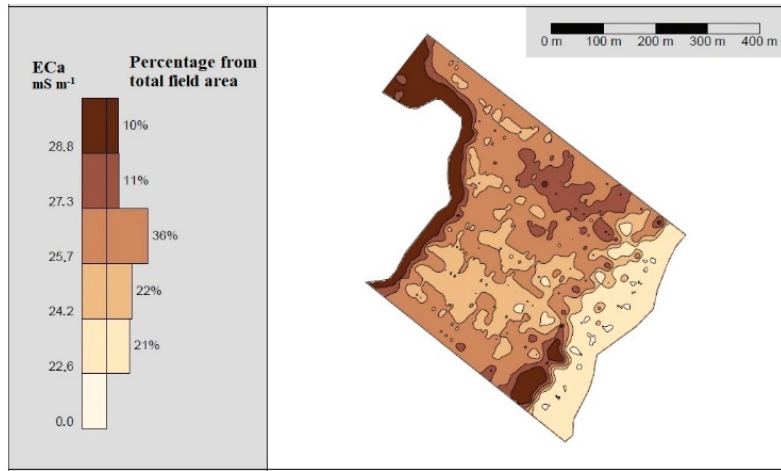 ECa
mS m⁻¹
Percentage from
total field area
10%
28.8
11%
27.3
36%
25,7
22%
24.2
21%
22,6
0.0
0 m 100 m 200 m 300 m 400 m